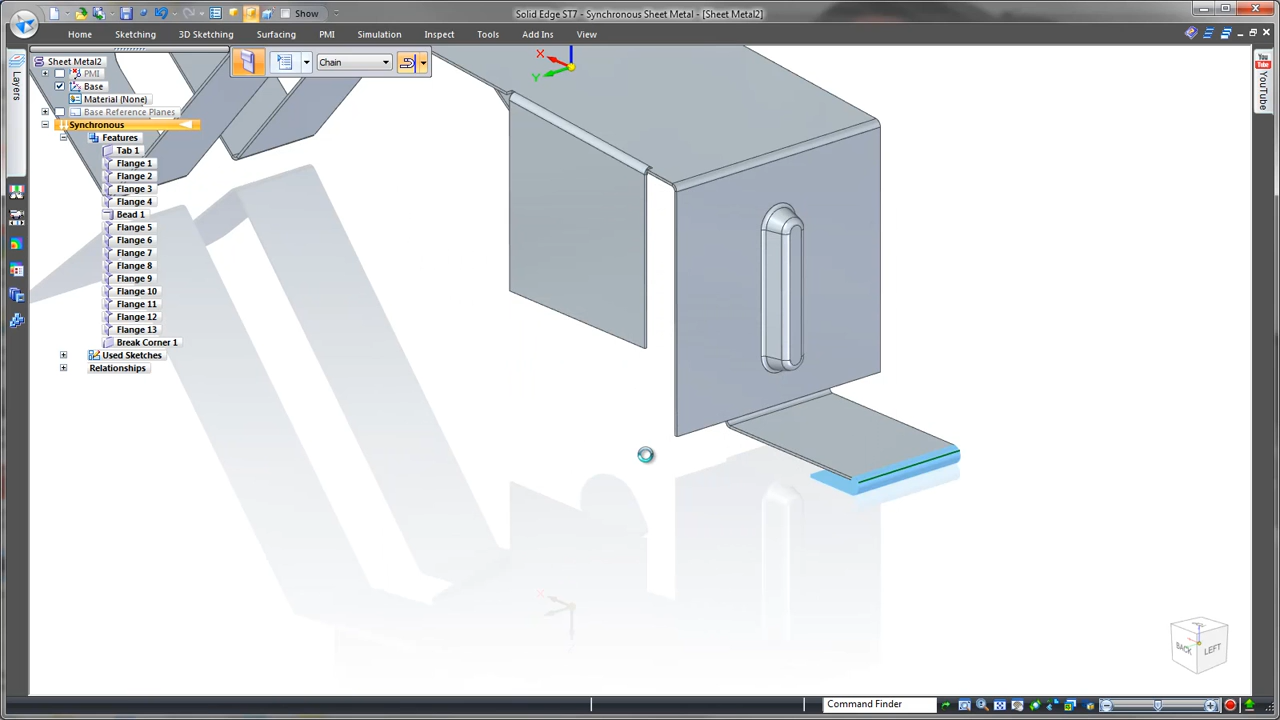 Show
Solid Edge ST7 - Synchronous Sheet Metal - [Sheet Metal2]
Home Sketching 3D Sketching Surfacing PMI Simulation Inspect Tools Add Ins View
Sheet Metal2
Chain
PMI
Base
Material (None)
Base Reference Planes
Synchronous
Features
Tab 1
Flange 1
Flange 2
Flange 3
Flange 4
Bead 1
Flange 5
Flange 6
Flange 7
Flange 8
Flange 9
Flange 10
Flange 11
Flange 12
Flange 13
Break Corner 1
Used Sketches
Relationships
Layers
You
Tube
YouTube
X
Y
BACK
LEFT
Command Finder